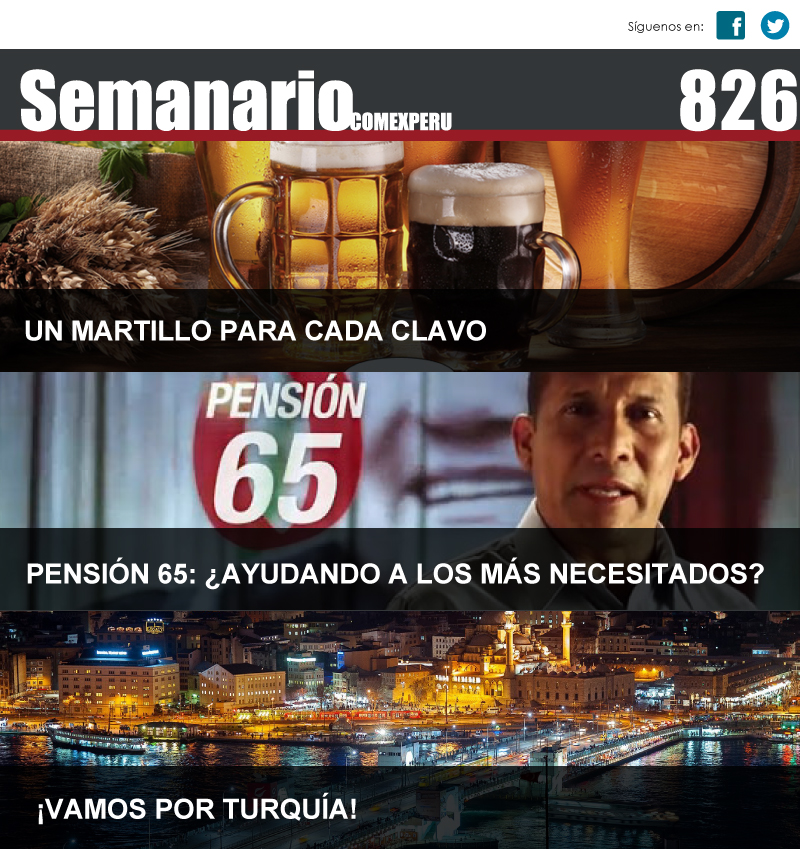 Síguenos en:
Semanario COMEXPERU
826
UN MARTILLO PARA CADA CLAVO
PENSIÓN
65
PENSIÓN 65: ¿AYUDANDO A LOS MÁS NECESITADOS?
¡VAMOS POR TURQUÍA!